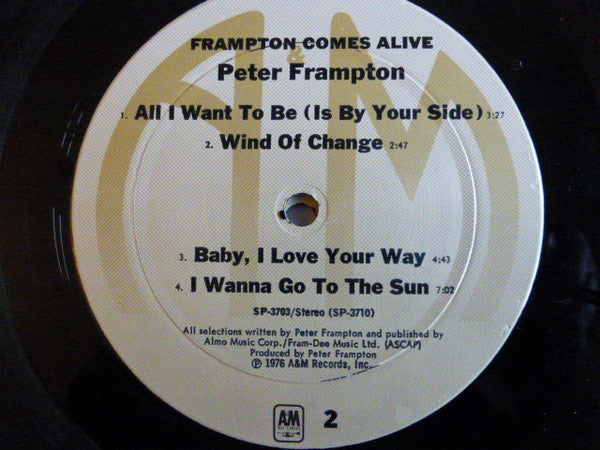 FRAMPTON COMES ALIVE
&
Peter Frampton
1. All I Want To Be (Is By Your Side) 3:27
2. Wind Of Change 2:47
3. Baby, I Love Your Way 4:43
4. I Wanna Go To The Sun 7:02
SP-3703/Stereo (SP-3710)
All selections written by Peter Frampton and published by
Almo Music Corp./Fram-Dee Music Ltd. (ASCAP)
Produced by Peter Frampton
℗ 1976 A&M Records, Inc.
AM
RECORDS
2